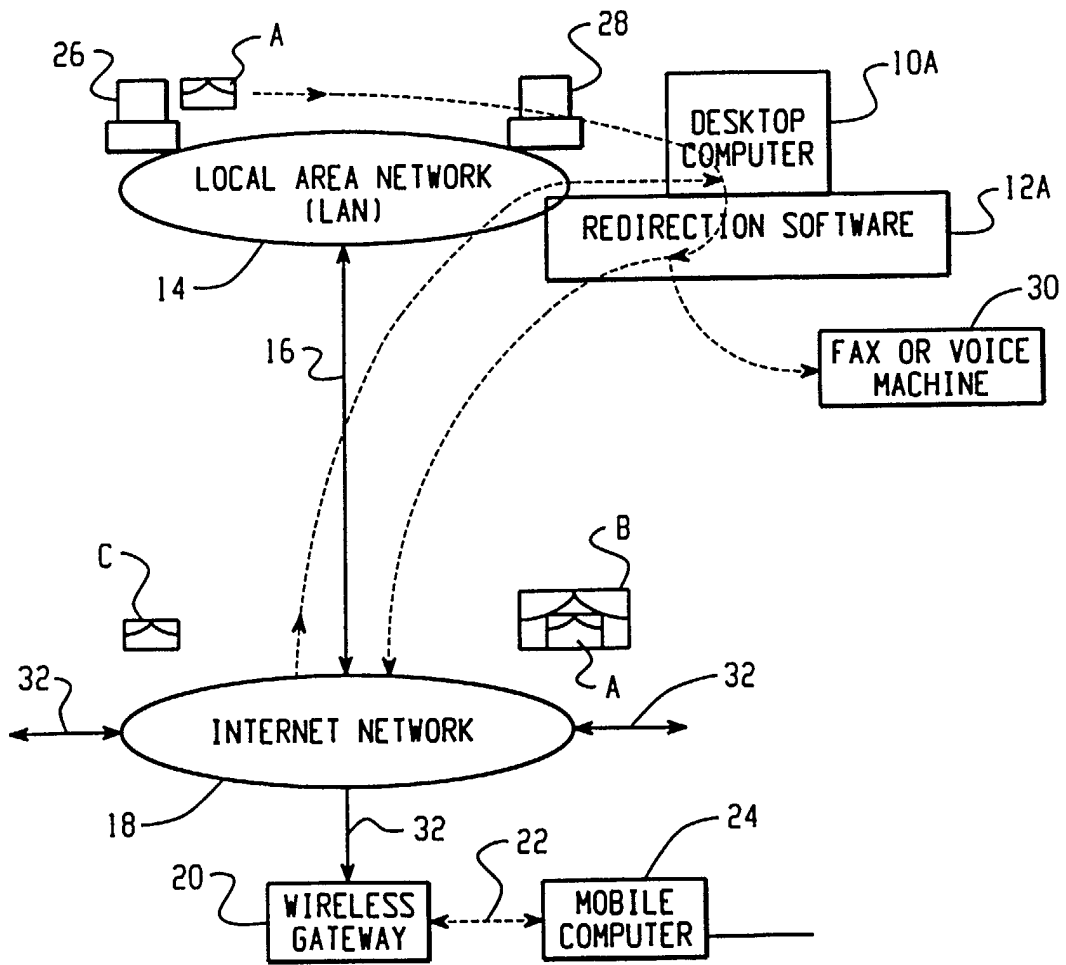 26
A
28
10A
DESKTOP
COMPUTER
LOCAL AREA NETWORK
(LAN)
12A
REDIRECTION SOFTWARE
14
30
16
FAX OR VOICE
MACHINE
B
C
A
32
32
INTERNET NETWORK
18
32
24
22
20
WIRELESS
GATEWAY
MOBILE
COMPUTER